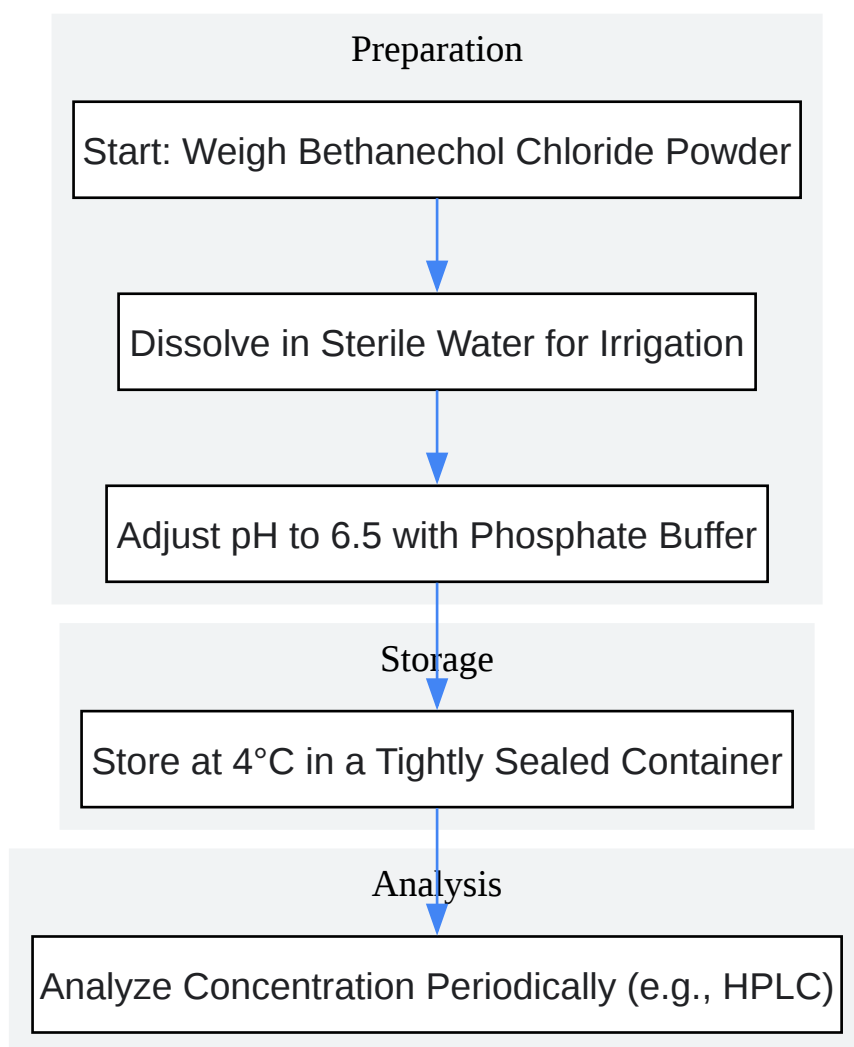 Preparation
Start: Weigh Bethanechol Chloride Powder
Dissolve in Sterile Water for Irrigation
Adjust pH to 6.5 with Phosphate Buffer
Storage
Store at 4°C in a Tightly Sealed Container
Analysis
Analyze Concentration Periodically (e.g., HPLC)